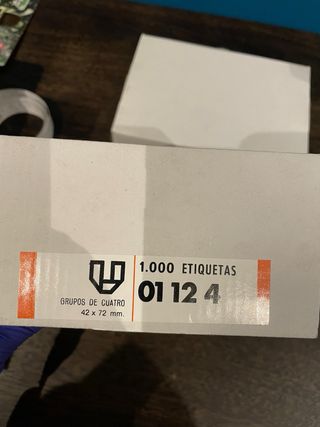 1.000 ETIQUETAS
01 12 4
GRUPOS DE CUATRO
42 x 72 mm.